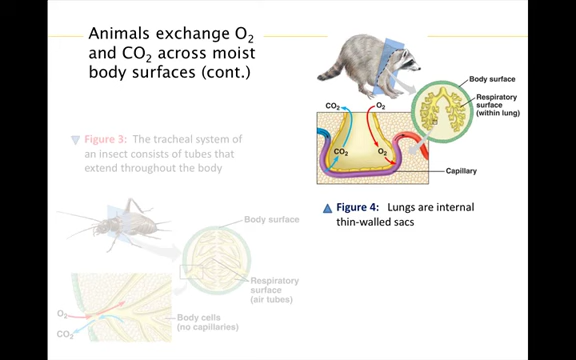 Animals exchange O2
and CO2 across moist
body surfaces (cont.)
Body surface
Respiratory
surface
(within lung)
CO2
O2
CO2
O2
Capillary
Figure 4: Lungs are internal
thin-walled sacs
Figure 3: The tracheal system of
an insect consists of tubes that
extend throughout the body
Body surface
Respiratory
surface
(air tubes)
O2
CO2
Body cells
(no capillaries)